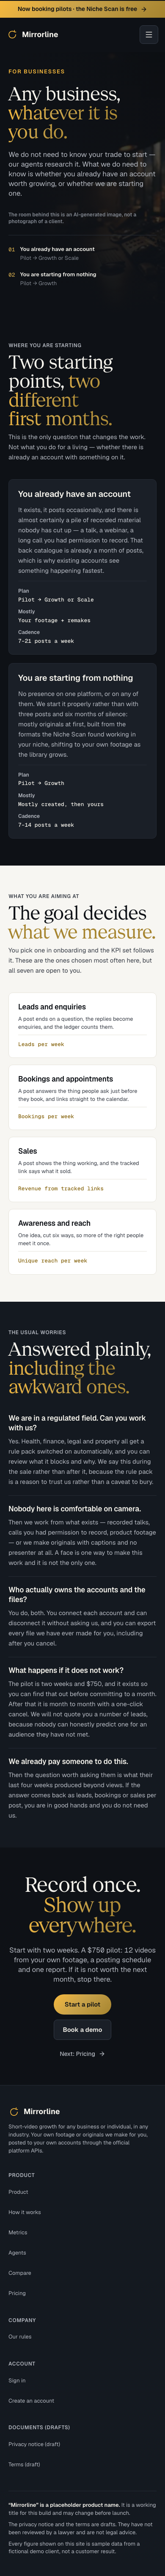 Now booking pilots · the Niche Scan is free →
Mirrorline
FOR BUSINESSES
Any business,
whatever it is
you do.
We do not need to know your trade to start —
our agents research it. What we do need to
know is whether you already have an account
worth growing, or whether we are starting
one.
The room behind this is an AI-generated image, not a
photograph of a client.
01 You already have an account
Pilot → Growth or Scale
02 You are starting from nothing
Pilot → Growth
WHERE YOU ARE STARTING
Two starting
points, two
different
first months.
This is the only question that changes the work.
Not what you do for a living — whether there is
already an account with something on it.
You already have an account
It exists, it posts occasionally, and there is
almost certainly a pile of recorded material
nobody has cut up — a talk, a webinar, a
sales call you had permission to record. That
back catalogue is already months of posts,
which is why existing accounts see
something happen fastest.
Plan
Pilot → Growth or Scale
Mostly
Your footage + remakes
Cadence
7–21 posts a week
You are starting from nothing
No presence on one platform, or on any of
them. We start it properly rather than with
three posts and six months of silence:
mostly originals at first, built from the
formats the Niche Scan found working in
your niche, shifting to your own footage as
the library grows.
Plan
Pilot → Growth
Mostly
Mostly created, then yours
Cadence
7–14 posts a week
WHAT YOU ARE AIMING AT
The goal decides
what we measure.
You pick one in onboarding and the KPI set follows
it. These are the ones chosen most often here, but
all seven are open to you.
Leads and enquiries
A post ends on a question, the replies become
enquiries, and the ledger counts them.
Leads per week
Bookings and appointments
A post answers the thing people ask just before
they book, and links straight to the calendar.
Bookings per week
Sales
A post shows the thing working, and the tracked
link says what it sold.
Revenue from tracked links
Awareness and reach
One idea, cut six ways, so more of the right people
meet it once.
Unique reach per week
THE USUAL WORRIES
Answered plainly,
including the
awkward ones.
We are in a regulated field. Can you work
with us?
Yes. Health, finance, legal and property all get a
rule pack matched on automatically, and you can
review what it blocks and why. We say this during
the sale rather than after it, because the rule pack
is a reason to trust us rather than a caveat to bury.
Nobody here is comfortable on camera.
Then we work from what exists — recorded talks,
calls you had permission to record, product footage
— or we make originals with captions and no
presenter at all. A face is one way to make this
work and it is not the only one.
Who actually owns the accounts and the
files?
You do, both. You connect each account and can
disconnect it without asking us, and you can export
every file we have ever made for you, including
after you cancel.
What happens if it does not work?
The pilot is two weeks and $750, and it exists so
you can find that out before committing to a month.
After that it is month to month with a one-click
cancel. We will not quote you a number of leads,
because nobody can honestly predict one for an
audience they have not met.
We already pay someone to do this.
Then the question worth asking them is what their
last four weeks produced beyond views. If the
answer comes back as leads, bookings or sales per
post, you are in good hands and you do not need
us.
Record once.
Show up
everywhere.
Start with two weeks. A $750 pilot: 12 videos
from your own footage, a posting schedule
and one report. If it is not worth the next
month, stop there.
Start a pilot
Book a demo
Next: Pricing →
Mirrorline
Short-video growth for any business or individual, in any
industry. Your own footage or originals we make for you,
posted to your own accounts through the official
platform APIs.
PRODUCT
Product
How it works
Metrics
Agents
Compare
Pricing
COMPANY
Our rules
ACCOUNT
Sign in
Create an account
DOCUMENTS (DRAFTS)
Privacy notice (draft)
Terms (draft)
"Mirrorline" is a placeholder product name. It is a working
title for this build and may change before launch.
The privacy notice and the terms are drafts. They have not
been reviewed by a lawyer and are not legal advice.
Every figure shown on this site is sample data from a
fictional demo client, not a customer result.